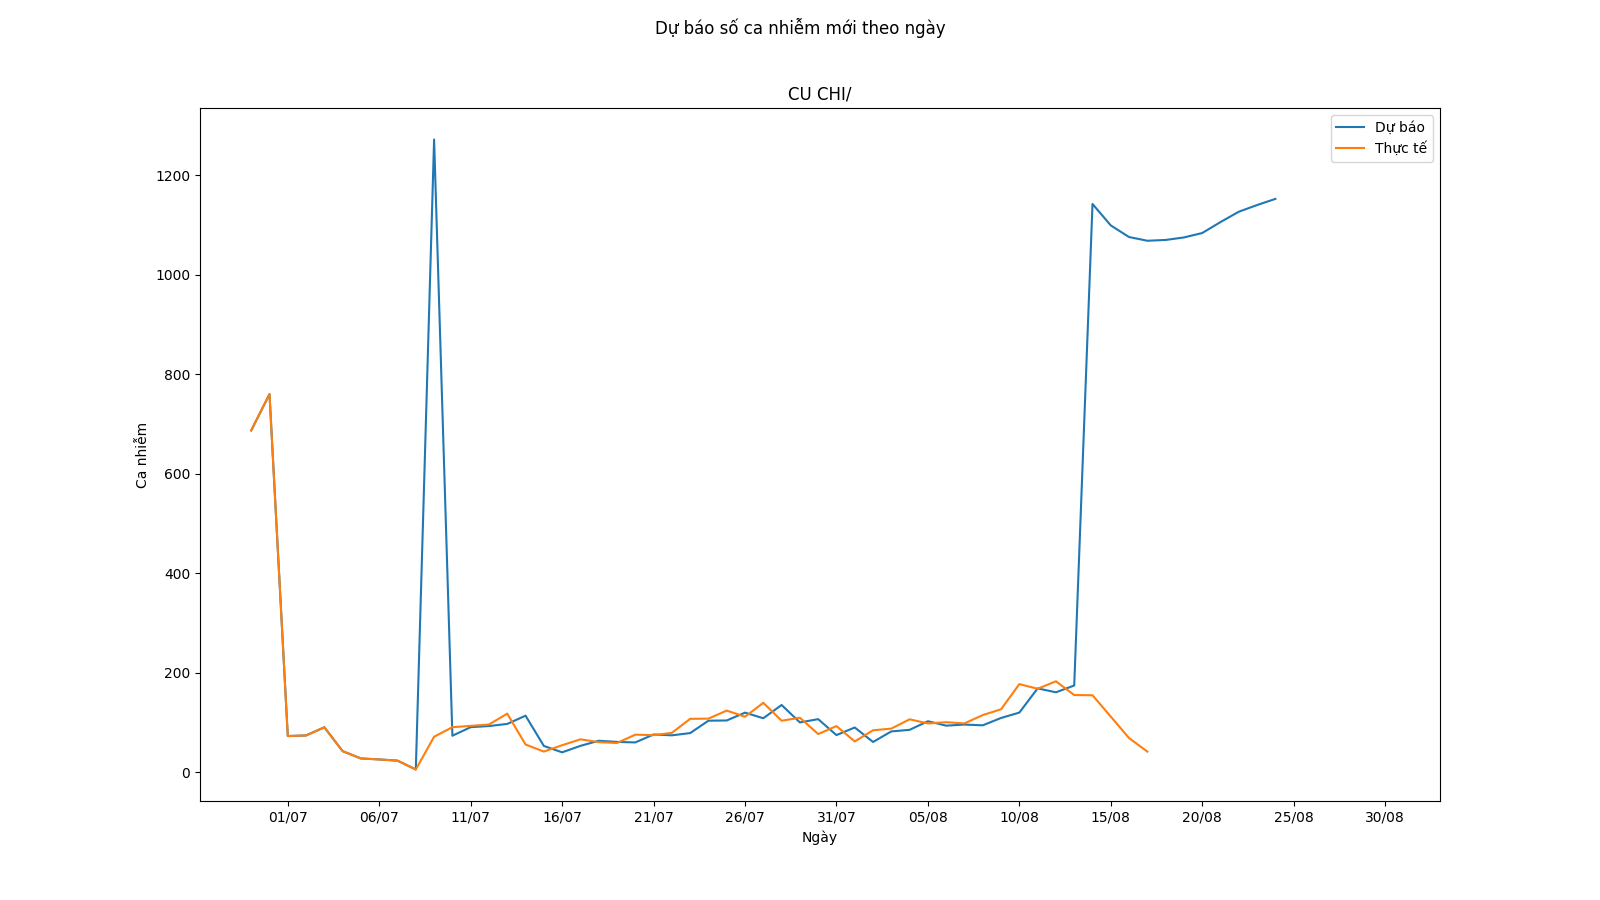 Dự báo số ca nhiễm mới theo ngày
CU CHI/
Dự báo
Thực tế
1200
1000
800
600
400
200
0
Ca nhiễm
01/07 06/07 11/07 16/07 21/07 26/07 31/07 05/08 10/08 15/08 20/08 25/08 30/08
Ngày